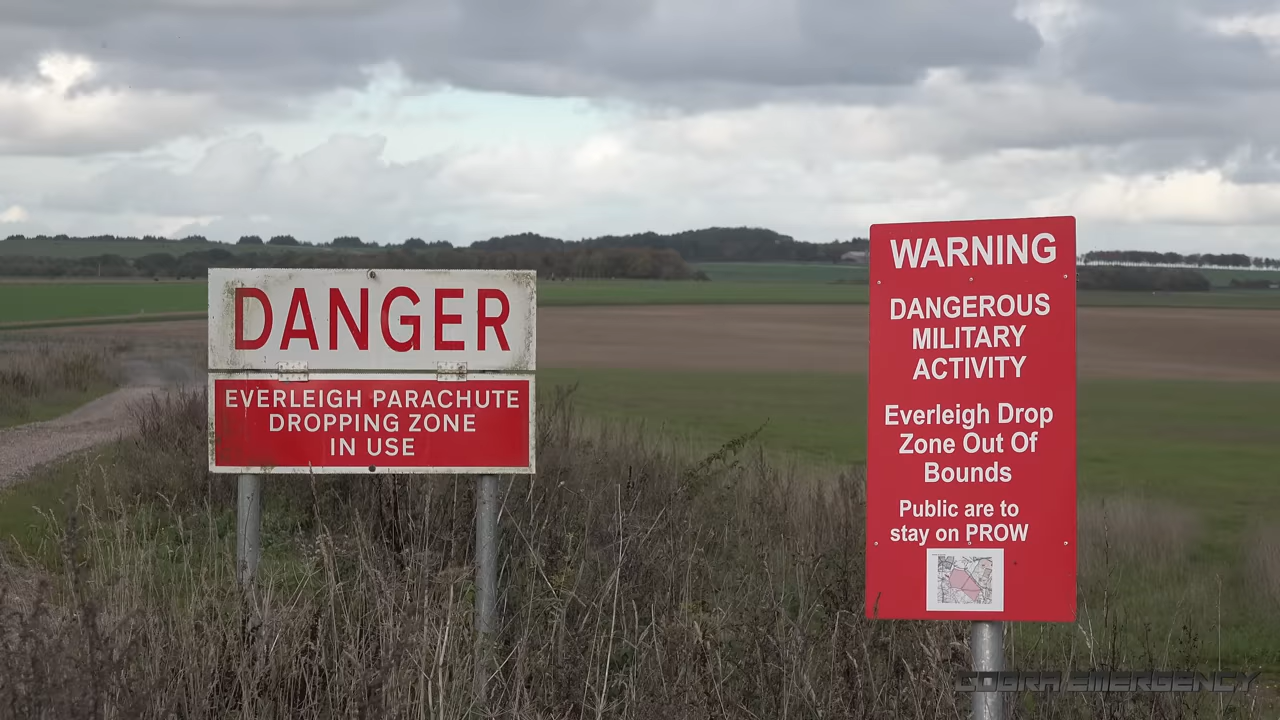 DANGER
EVERLEIGH PARACHUTE
DROPPING ZONE
IN USE
WARNING
DANGEROUS
MILITARY
ACTIVITY
Everleigh Drop
Zone Out Of
Bounds
Public are to
stay on PROW
COBRA EMERGENCY